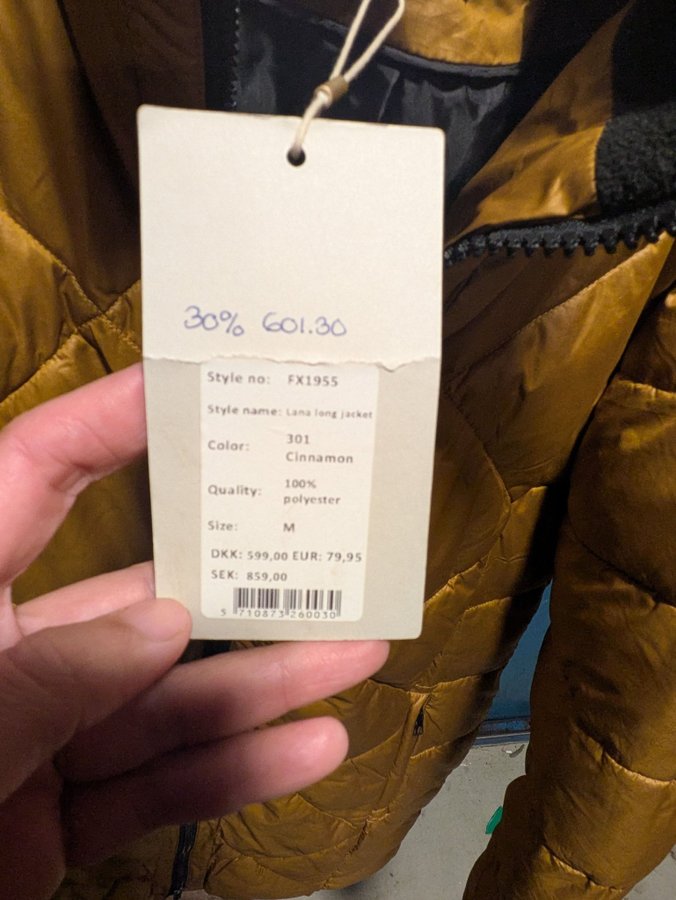 30% 601.30
Style no: FX1955
Style name: Lana long jacket
Color: 301 Cinnamon
Quality: 100% polyester
Size: M
DKK: 599,00 EUR: 79,95
SEK: 859,00
5 710873 260030